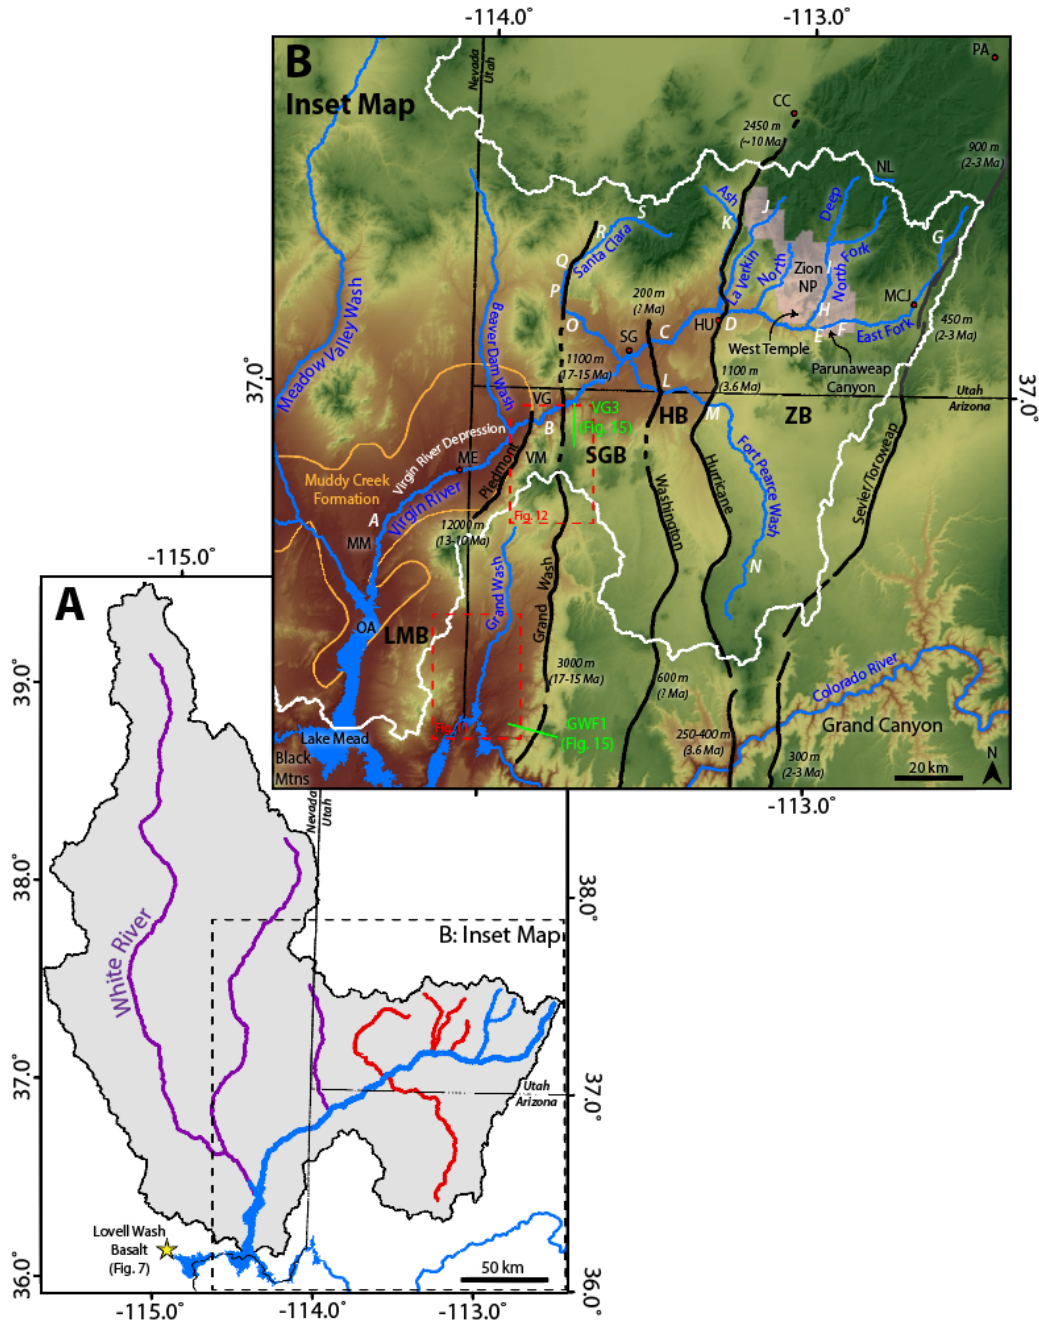 -114.0°
-113.0°
B
Inset Map
Nevada
Utah
PA
CC
2450 m
(~10 Ma)
900 m
(2-3 Ma)
NL
Ash
J
Deep
S
R
K
G
Santa Clara
La Verkin
North
Zion
NP
I
North Fork
Q
P
Meadow Valley Wash
Beaver Dam Wash
200 m
(? Ma)
MCJ
H
O
SG
C
HU
D
E
F
East Fork
450 m
(2-3 Ma)
West Temple
1100 m
(17-15 Ma)
1100 m
(3.6 Ma)
Parunaweap
Canyon
37.0°
L
Utah
Arizona
37.0°
VG
VG3
(Fig. 15)
B
HB
M
ZB
Virgin River Depression
ME
VM
SGB
Piedmont
Fort Pearce Wash
Sevier/Toroweap
Muddy Creek
Formation
Virgin River
Hurricane
Washington
A
Fig. 12
12000 m
(13-10 Ma)
MM
-115.0°
Grand Wash
Grand Wash
N
A
OA
LMB
3000 m
(17-15 Ma)
600 m
(? Ma)
Colorado River
39.0°
Grand Canyon
GWF1
(Fig. 15)
Lake Mead
Black
Mtns
250-400 m
(3.6 Ma)
300 m
(2-3 Ma)
N
20 km
-113.0°
Nevada
Utah
38.0°
38.0°
B: Inset Map
White River
37.0°
Utah
Arizona
37.0°
Lovell Wash
Basalt
(Fig. 7)
50 km
36.0°
36.0°
-115.0°
-114.0°
-113.0°